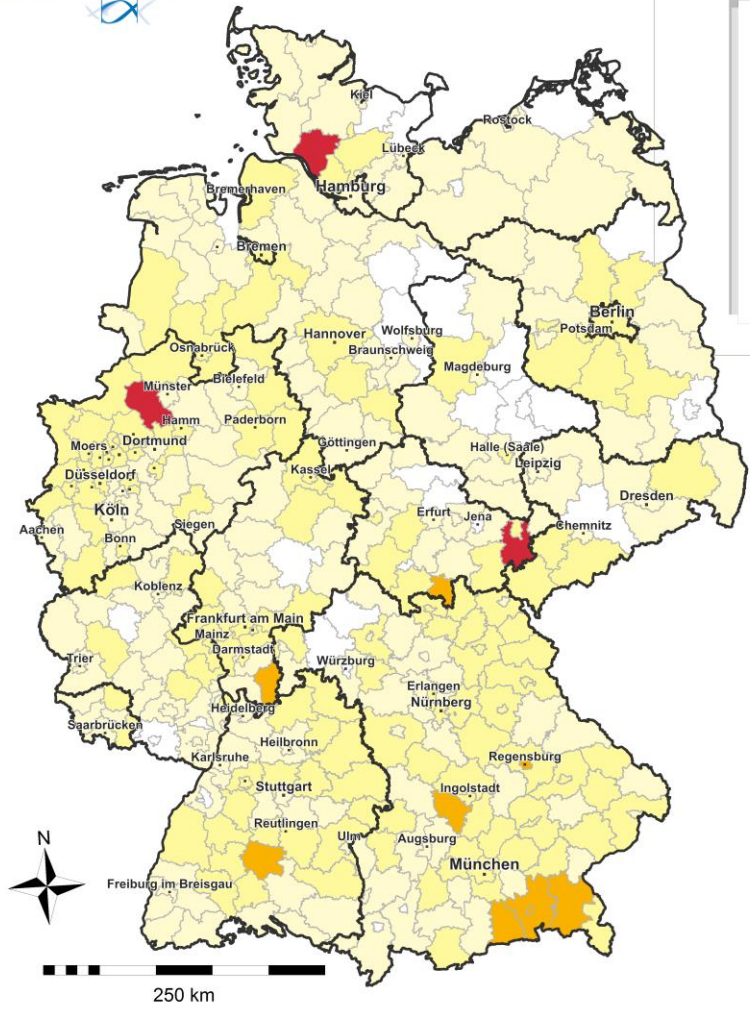 Kiel
Rostock
Lübeck
Hamburg
Bremerhaven
Bremen
Berlin
Potsdam
Wolfsburg
Hannover
Braunschweig
Osnabrück
Magdeburg
Bielefeld
Münster
Hamm
Paderborn
Göttingen
Moers
Dortmund
Halle (Saale)
Leipzig
Kassel
Düsseldorf
Dresden
Köln
Erfurt
Jena
Chemnitz
Siegen
Aachen
Bonn
Koblenz
Frankfurt am Main
Mainz
Darmstadt
Würzburg
Trier
Erlangen
Nürnberg
Heidelberg
Saarbrücken
Heilbronn
Karlsruhe
Regensburg
Stuttgart
Ingolstadt
Reutlingen
Ulm
Augsburg
München
Freiburg im Breisgau
N
250 km